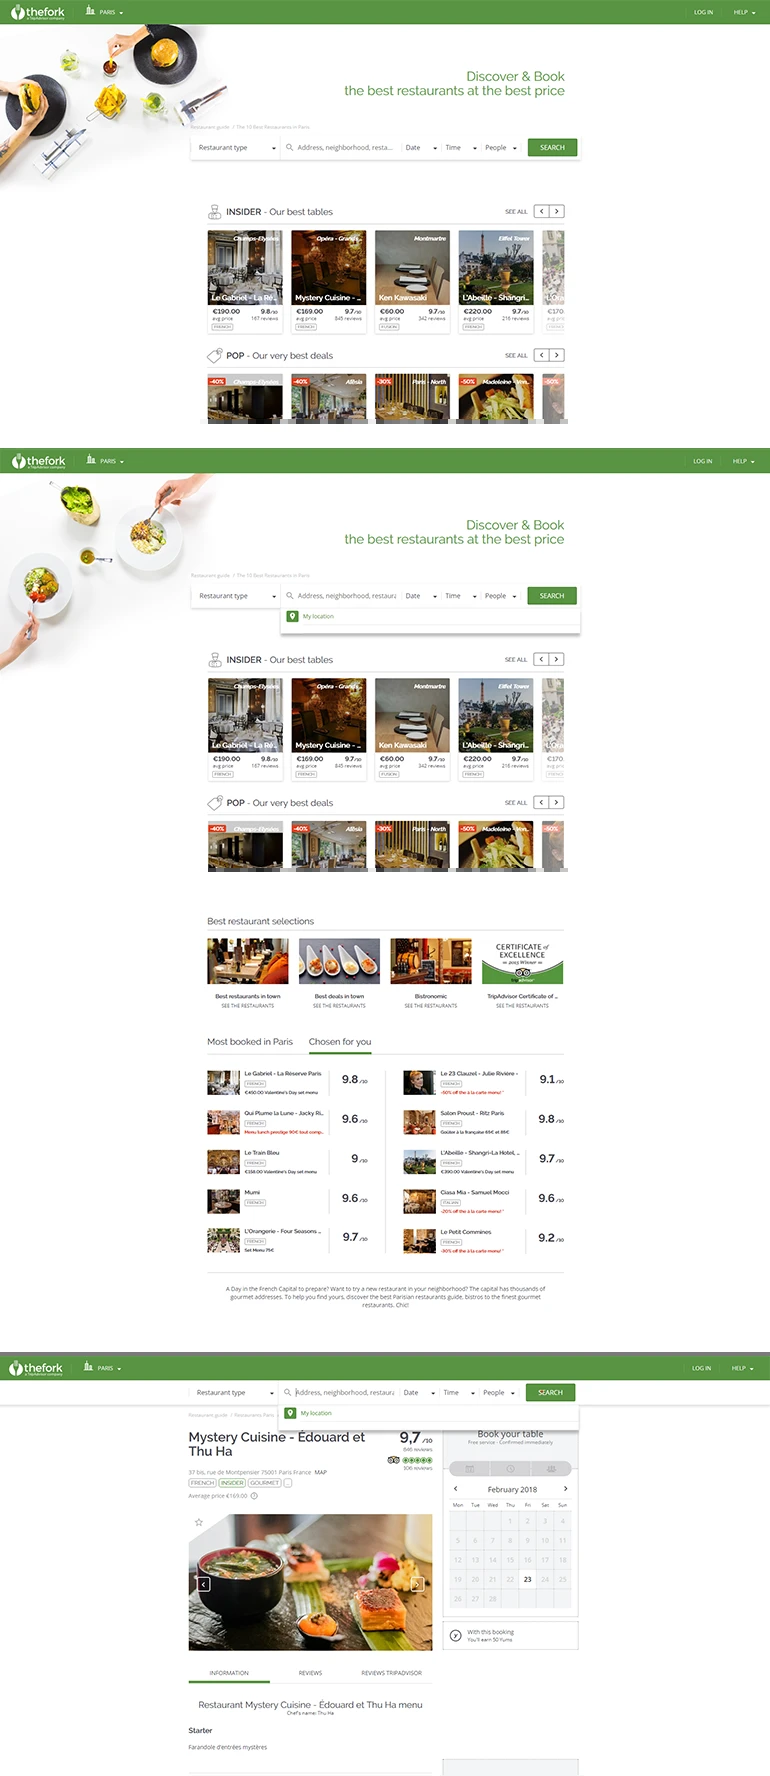 thefork
a TripAdvisor company
PARIS
LOG IN
HELP
Discover & Book
the best restaurants at the best price
Restaurant guide / The 10 Best Restaurants in Paris
Restaurant type
Address, neighborhood, resta...
Date
Time
People
SEARCH
INSIDER - Our best tables
SEE ALL
Champs-Elysées
Opéra - Grands...
Montmartre
Eiffel Tower
Le Gabriel - La Ré...
Mystery Cuisine - ...
Ken Kawasaki
L'Abeille - Shangri...
€190.00 9.8/10
avg price 167 reviews
FRENCH
€169.00 9.7/10
avg price 845 reviews
FRENCH
€60.00 9.7/10
avg price 342 reviews
FUSION
€220.00 9.7/10
avg price 216 reviews
FRENCH
€170.
POP - Our very best deals
SEE ALL
-40% Champs-Elysées
-40% Alésia
-30% Paris - North
-50% Madeleine - Ven...
-50%
thefork
a TripAdvisor company
PARIS
LOG IN
HELP
Discover & Book
the best restaurants at the best price
Restaurant guide / The 10 Best Restaurants in Paris
Restaurant type
Address, neighborhood, restaura
Date
Time
People
SEARCH
My location
INSIDER - Our best tables
SEE ALL
Champs-Elysées
Opéra - Grands...
Montmartre
Eiffel Tower
Le Gabriel - La Ré...
Mystery Cuisine - ...
Ken Kawasaki
L'Abeille - Shangri...
€190.00 9.8/10
avg price 167 reviews
FRENCH
€169.00 9.7/10
avg price 845 reviews
FRENCH
€60.00 9.7/10
avg price 342 reviews
FUSION
€220.00 9.7/10
avg price 216 reviews
FRENCH
€170.
POP - Our very best deals
SEE ALL
-40% Champs-Elysées
-40% Alésia
-30% Paris - North
-50% Madeleine - Ven...
-50%
Best restaurant selections
CERTIFICATE of
EXCELLENCE
2013 Winner
tripadvisor
Best restaurants in town
SEE THE RESTAURANTS
Best deals in town
SEE THE RESTAURANTS
Bistronomic
SEE THE RESTAURANTS
TripAdvisor Certificate of ...
SEE THE RESTAURANTS
Most booked in Paris
Chosen for you
Le Gabriel - La Réserve Paris
FRENCH
€490.00 Valentine's Day set menu
9.8/10
Le 23 Clauzel - Julie Rivière -
FRENCH
-50% off the à la carte menu! *
9.1/10
Qui Plume la Lune - Jacky Ri...
FRENCH
Menu lunch prestige 90€ tout comp...
9.6/10
Salon Proust - Ritz Paris
FRENCH
Goûter à la française 65€ et 85€
9.8/10
Le Train Bleu
FRENCH
€158.00 Valentine's Day set menu
9/10
L'Abeille - Shangri-La Hotel, ...
FRENCH
€390.00 Valentine's Day set menu
9.7/10
Mumi
FRENCH
9.6/10
Ciasa Mia - Samuel Mocci
ITALIAN
-20% off the à la carte menu! *
9.6/10
L'Orangerie - Four Seasons ...
FRENCH
Set Menu 75€
9.7/10
Le Petit Commines
FRENCH
-30% off the à la carte menu! *
9.2/10
A Day in the French Capital to prepare? Want to try a new restaurant in your neighborhood? The capital has thousands of
gourmet addresses. To help you find yours, discover the best Parisian restaurants guide, bistros to the finest gourmet
restaurants. Chic!
thefork
a TripAdvisor company
PARIS
LOG IN
HELP
Restaurant type
Address, neighborhood, restaura
Date
Time
People
SEARCH
My location
Restaurant guide / Restaurants Paris
Mystery Cuisine - Édouard et
Thu Ha
9,7/10
846 reviews
106 reviews
37 bis, rue de Montpensier 75001 Paris France MAP
FRENCH INSIDER GOURMET ...
Average price €169.00
Book your table
Free service - Confirmed immediately
February 2018
Mon Tue Wed Thu Fri Sat Sun
1 2 3 4
5 6 7 8 9 10 11
12 13 14 15 16 17 18
19 20 21 22 23 24 25
26 27 28
With this booking
You'll earn 50 Yums
INFORMATION
REVIEWS
REVIEWS TRIPADVISOR
Restaurant Mystery Cuisine - Édouard et Thu Ha menu
Chef's name: Thu Ha
Starter
Farandole d'entrées mystères